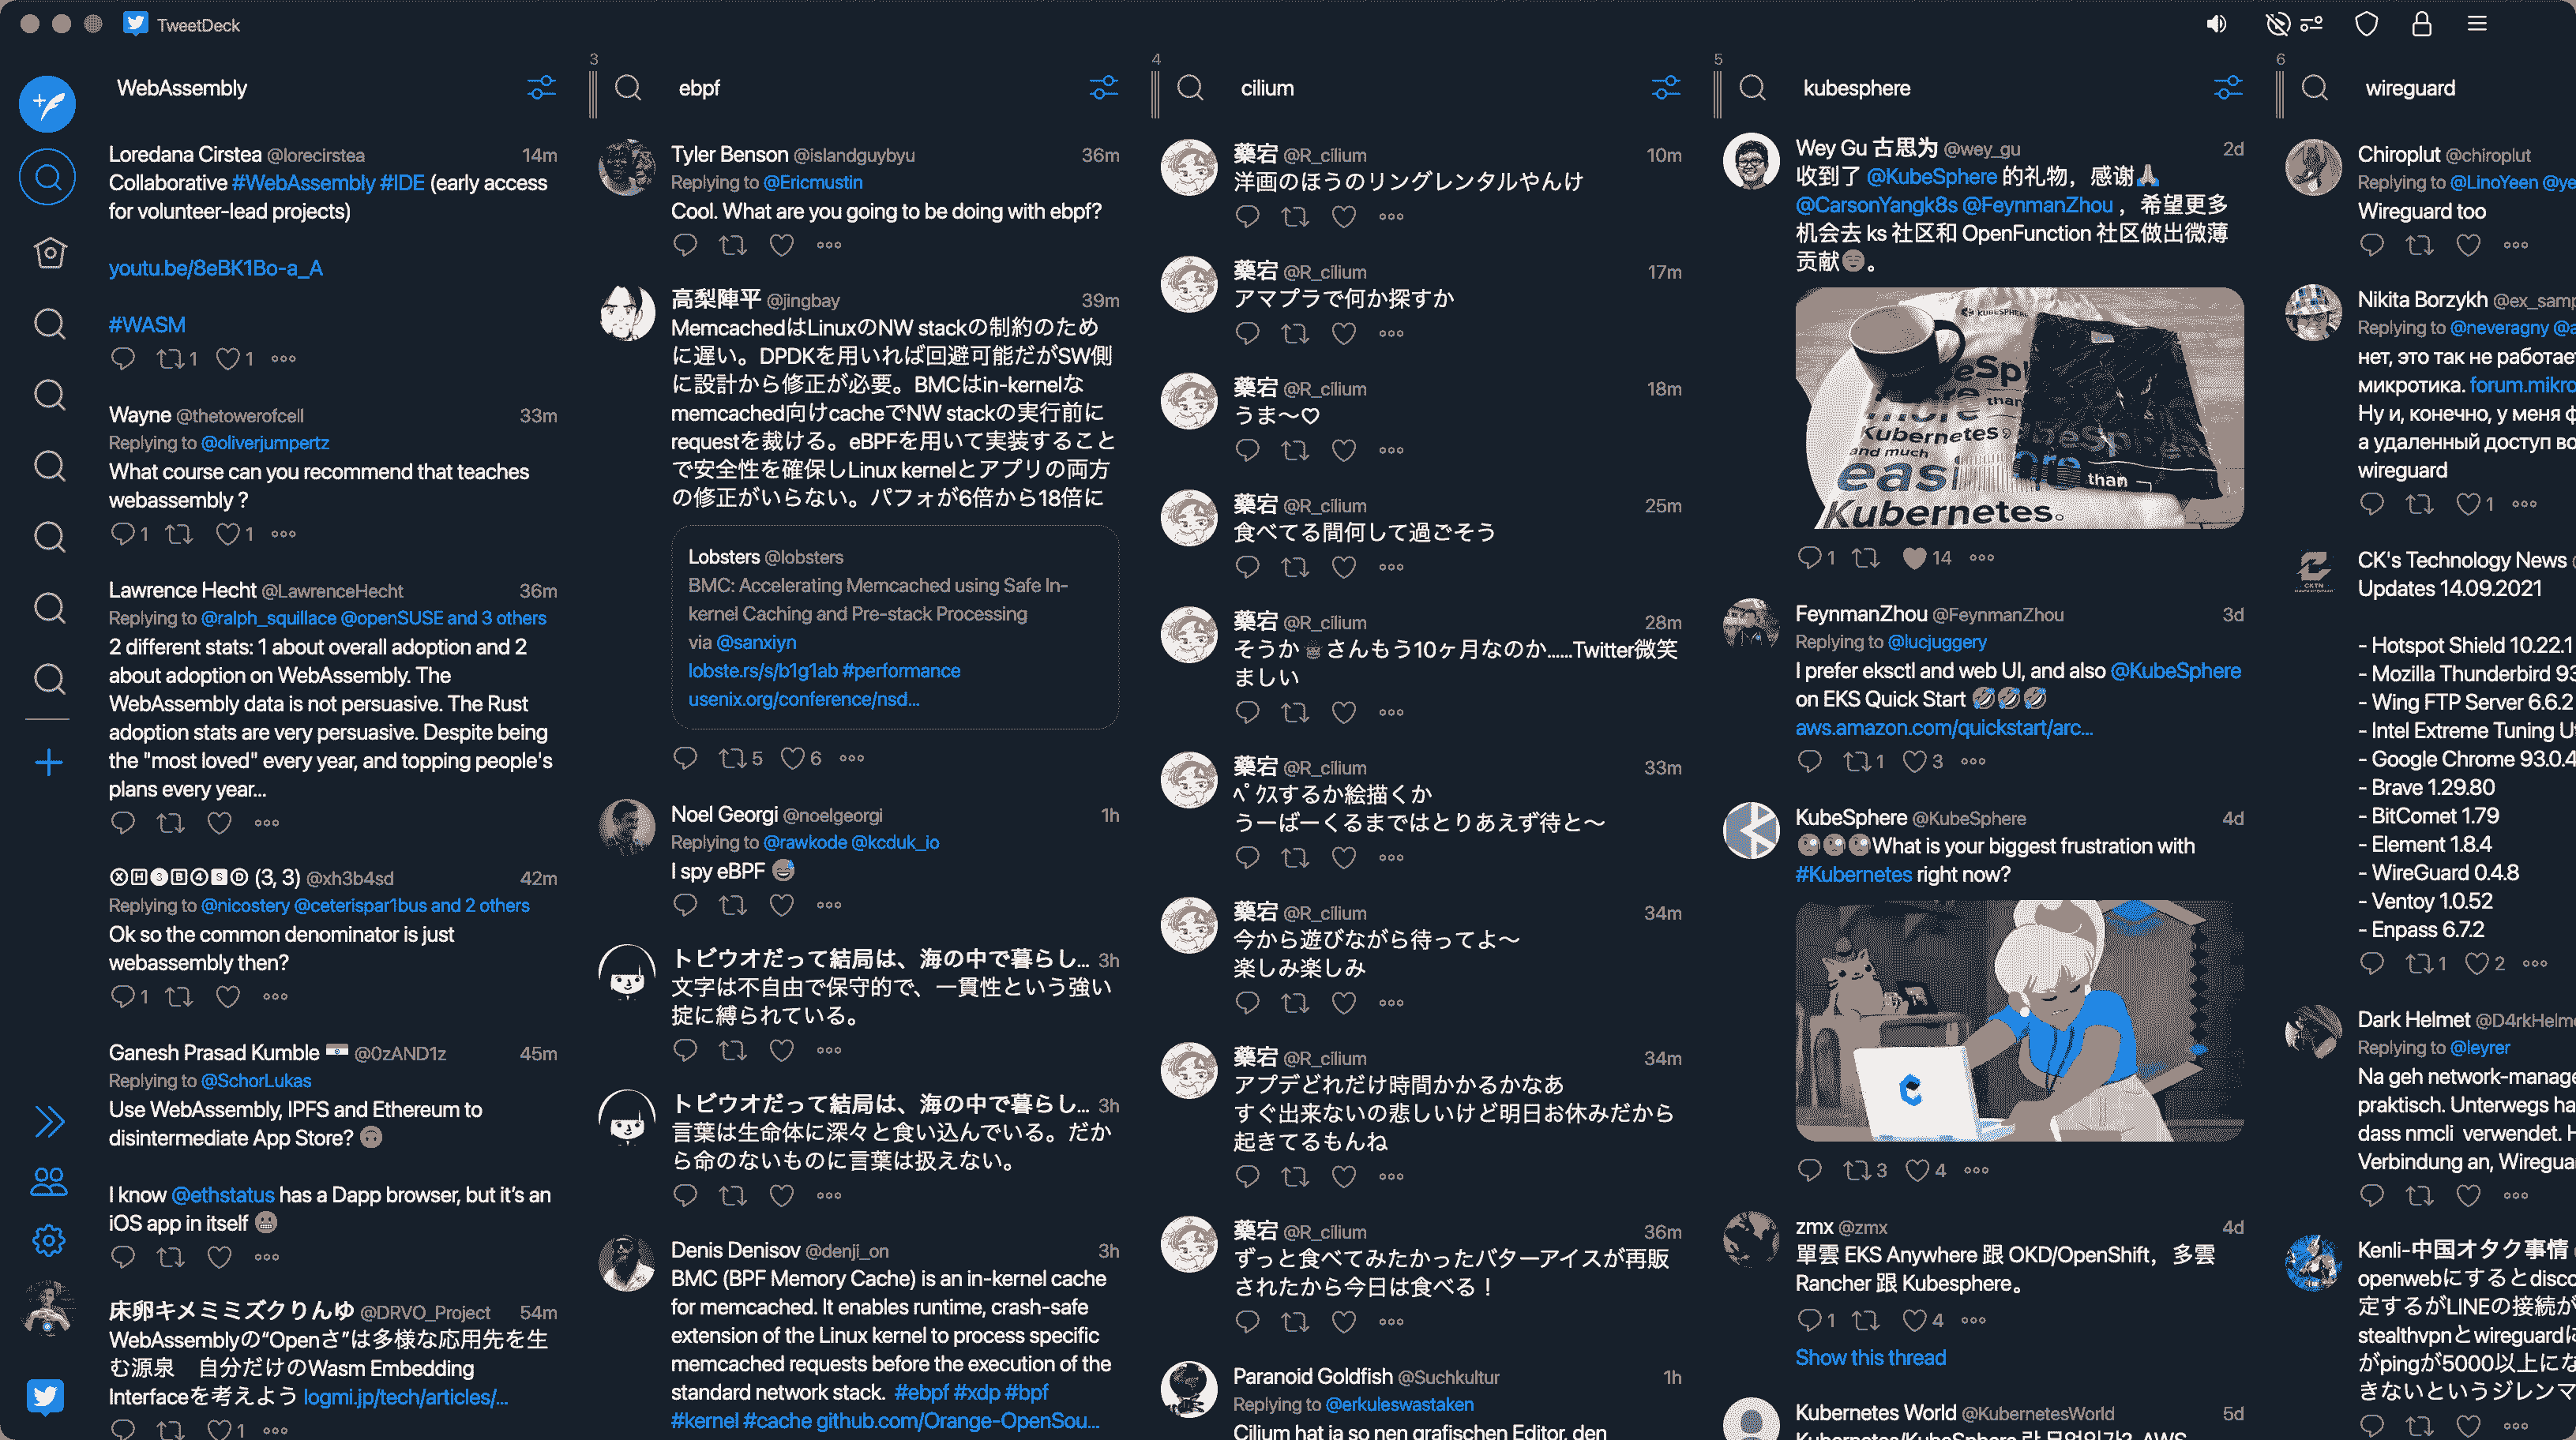 TweetDeck
WebAssembly
Loredana Cirstea @lorecirstea 14m
Collaborative #WebAssembly #IDE (early access
for volunteer-lead projects)
youtu.be/8eBK1Bo-a_A
#WASM
1 1
Wayne @thetowerofcell 33m
Replying to @oliverjumpertz
What course can you recommend that teaches
webassembly ?
1 1
Lawrence Hecht @LawrenceHecht 36m
Replying to @ralph_squillace @openSUSE and 3 others
2 different stats: 1 about overall adoption and 2
about adoption on WebAssembly. The
WebAssembly data is not persuasive. The Rust
adoption stats are very persuasive. Despite being
the "most loved" every year, and topping people's
plans every year...
ⓍⒽ❸Ⓑ④ⓈⒹ (3, 3) @xh3b4sd 42m
Replying to @nicostery @ceterispar1bus and 2 others
Ok so the common denominator is just
webassembly then?
1
Ganesh Prasad Kumble @0zAND1z 45m
Replying to @SchorLukas
Use WebAssembly, IPFS and Ethereum to
disintermediate App Store? 🙃
I know @ethstatus has a Dapp browser, but it's an
iOS app in itself 😬
床卵キメミミズクりんゆ @DRVO_Project 54m
WebAssemblyの“Openさ”は多様な応用先を生
む源泉　自分だけのWasm Embedding
Interfaceを考えよう logmi.jp/tech/articles/...
1
3
ebpf
Tyler Benson @islandguybyu 36m
Replying to @Ericmustin
Cool. What are you going to be doing with ebpf?
高梨陣平 @jingbay 39m
MemcachedはLinuxのNW stackの制約のため
に遅い。DPDKを用いれば回避可能だがSW側
に設計から修正が必要。BMCはin-kernelな
memcached向けcacheでNW stackの実行前に
requestを裁ける。eBPFを用いて実装すること
で安全性を確保しLinux kernelとアプリの両方
の修正がいらない。パフォが6倍から18倍に
Lobsters @lobsters
BMC: Accelerating Memcached using Safe In-
kernel Caching and Pre-stack Processing
via @sanxiyn
lobste.rs/s/b1g1ab #performance
usenix.org/conference/nsd...
5 6
Noel Georgi @noelgeorgi 1h
Replying to @rawkode @kcduk_io
I spy eBPF 😅
トビウオだって結局は、海の中で暮らし... 3h
文字は不自由で保守的で、一貫性という強い
掟に縛られている。
トビウオだって結局は、海の中で暮らし... 3h
言葉は生命体に深々と食い込んでいる。だか
ら命のないものに言葉は扱えない。
Denis Denisov @denji_on 3h
BMC (BPF Memory Cache) is an in-kernel cache
for memcached. It enables runtime, crash-safe
extension of the Linux kernel to process specific
memcached requests before the execution of the
standard network stack. #ebpf #xdp #bpf
#kernel #cache github.com/Orange-OpenSou...
4
cilium
藥宕 @R_cilium 10m
洋画のほうのリングレンタルやんけ
藥宕 @R_cilium 17m
アマプラで何か探すか
藥宕 @R_cilium 18m
うま〜♡
藥宕 @R_cilium 25m
食べてる間何して過ごそう
藥宕 @R_cilium 28m
そうか さんもう10ヶ月なのか......Twitter微笑
ましい
藥宕 @R_cilium 33m
ﾍﾟｸｽするか絵描くか
うーばーくるまではとりあえず待と〜
藥宕 @R_cilium 34m
今から遊びながら待ってよ〜
楽しみ楽しみ
藥宕 @R_cilium 34m
アプデどれだけ時間かかるかなあ
すぐ出来ないの悲しいけど明日お休みだから
起きてるもんね
藥宕 @R_cilium 36m
ずっと食べてみたかったバターアイスが再販
されたから今日は食べる！
Paranoid Goldfish @Suchkultur 1h
Replying to @erkuleswastaken
Cilium hat ja so nen grafischen Editor, den
5
kubesphere
Wey Gu 古思为 @wey_gu 2d
收到了 @KubeSphere 的礼物，感谢🙏
@CarsonYangk8s @FeynmanZhou ，希望更多
机会去 ks 社区和 OpenFunction 社区做出微薄
贡献😊。
KUBESPHERE
more than
Kubernetes
and much
easi
Kubernetes
than
1 14
FeynmanZhou @FeynmanZhou 3d
Replying to @lucjuggery
I prefer eksctl and web UI, and also @KubeSphere
on EKS Quick Start 🤣🤣🤣
aws.amazon.com/quickstart/arc...
1 3
KubeSphere @KubeSphere 4d
🧐🧐🧐What is your biggest frustration with
#Kubernetes right now?
3 4
zmx @zmx 4d
單雲 EKS Anywhere 跟 OKD/OpenShift， 多雲
Rancher 跟 Kubesphere。
1 4
Show this thread
Kubernetes World @KubernetesWorld 5d
6
wireguard
Chiroplut @chiroplut
Replying to @LinoYeen @ye
Wireguard too
Nikita Borzykh @ex_samp
Replying to @neveragny @a
нет, это так не работае
микротика. forum.mikro
Ну и, конечно, у меня ф
а удаленный доступ во
wireguard
1
CK's Technology News
Updates 14.09.2021
- Hotspot Shield 10.22.1
- Mozilla Thunderbird 93
- Wing FTP Server 6.6.2
- Intel Extreme Tuning U
- Google Chrome 93.0.4
- Brave 1.29.80
- BitComet 1.79
- Element 1.8.4
- WireGuard 0.4.8
- Ventoy 1.0.52
- Enpass 6.7.2
1 2
Dark Helmet @D4rkHelm
Replying to @leyrer
Na geh network-manage
praktisch. Unterwegs ha
dass nmcli verwendet. H
Verbindung an, Wiregua
Kenli-中国オタク事情
openwebにするとdisco
定するがLINEの接続が
stealthvpnとwireguardに
がpingが5000以上にな
きないというジレンマ